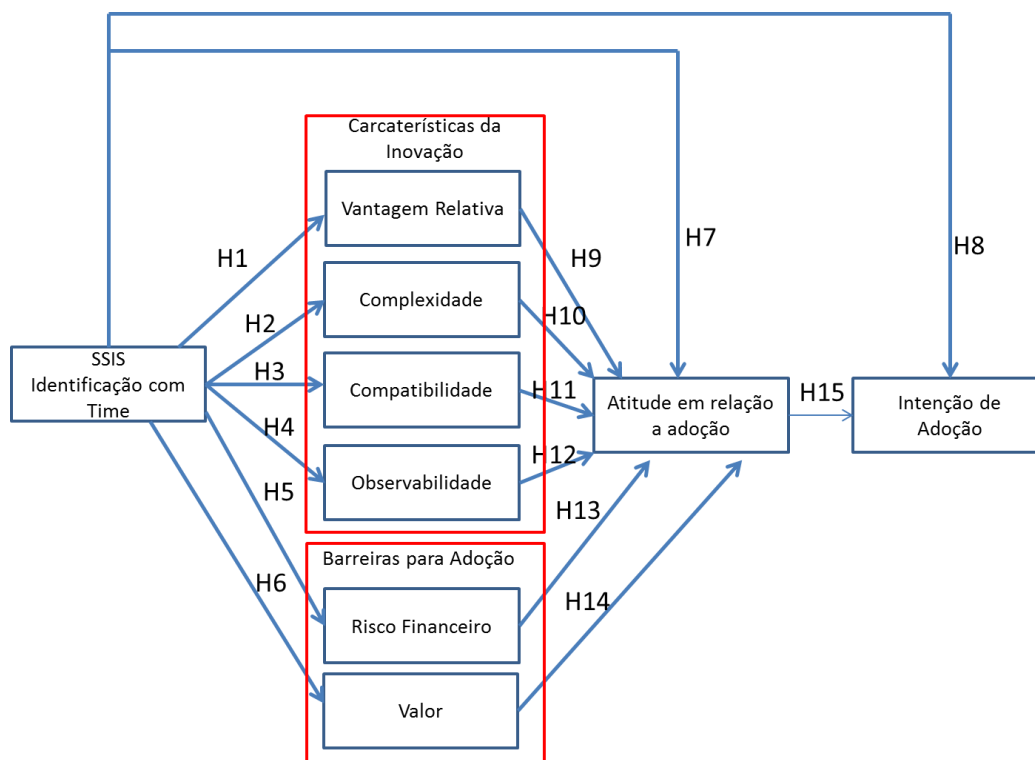 Carcaterísticas da
Inovação
Vantagem Relativa
H7
H8
H9
H1
Complexidade
H10
H2
SSIS
Identificação com
Time
H3
Compatibilidade
H11
Atitude em relação
a adoção
H15
Intenção de
Adoção
H4
Observabilidade
H12
H5
H13
Barreiras para Adoção
H6
H14
Risco Financeiro
Valor